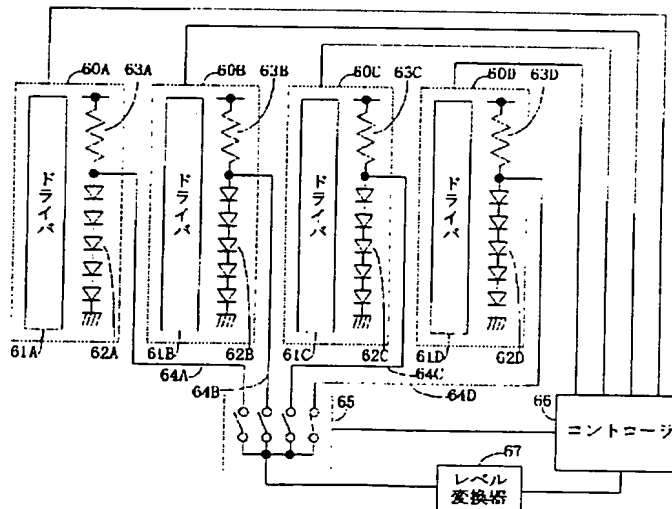 60A 63A 60B 63B 60C 63C 60D 63D
ドライバ ドライバ ドライバ ドライバ
61A 62A 61B 62B 61C 62C 61D 62D
64A 64B 64C 64D
65 66
コントローラ
67
レベル
変換器